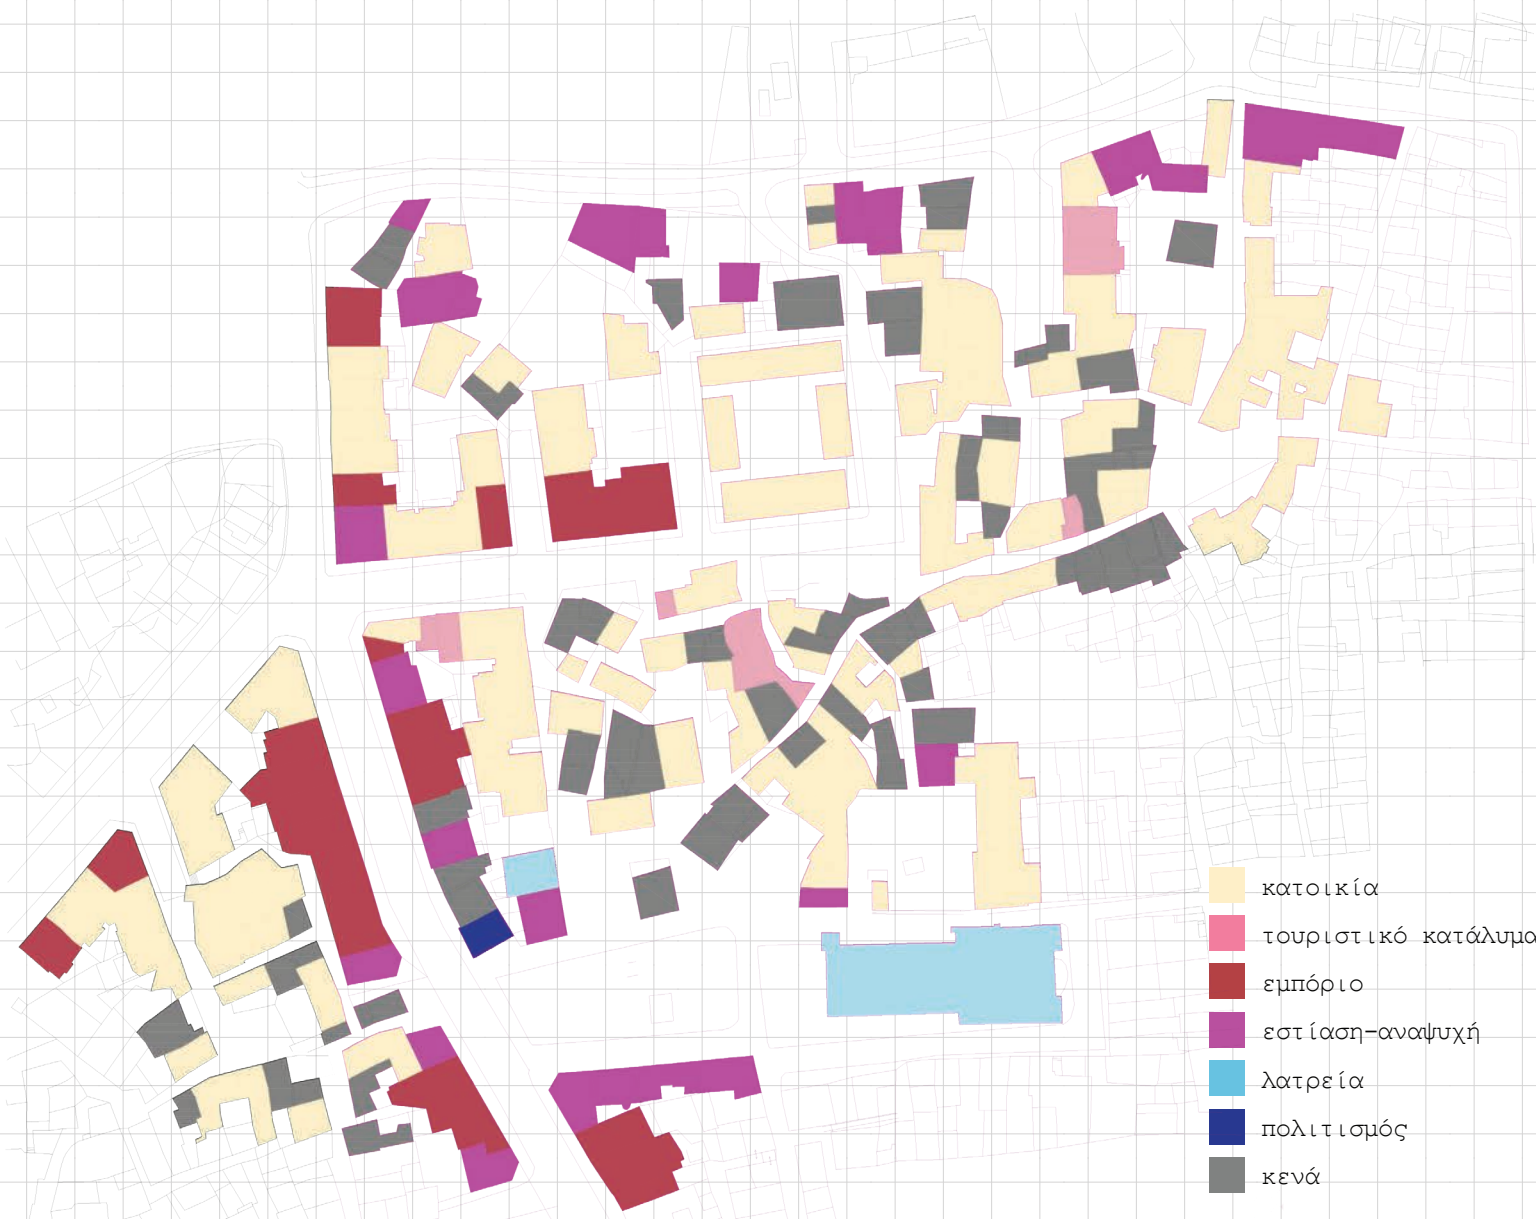 κατοικία
τουριστικό κατάλυμα
εμπόριο
εστίαση-αναψυχή
λατρεία
πολιτισμός
κενά